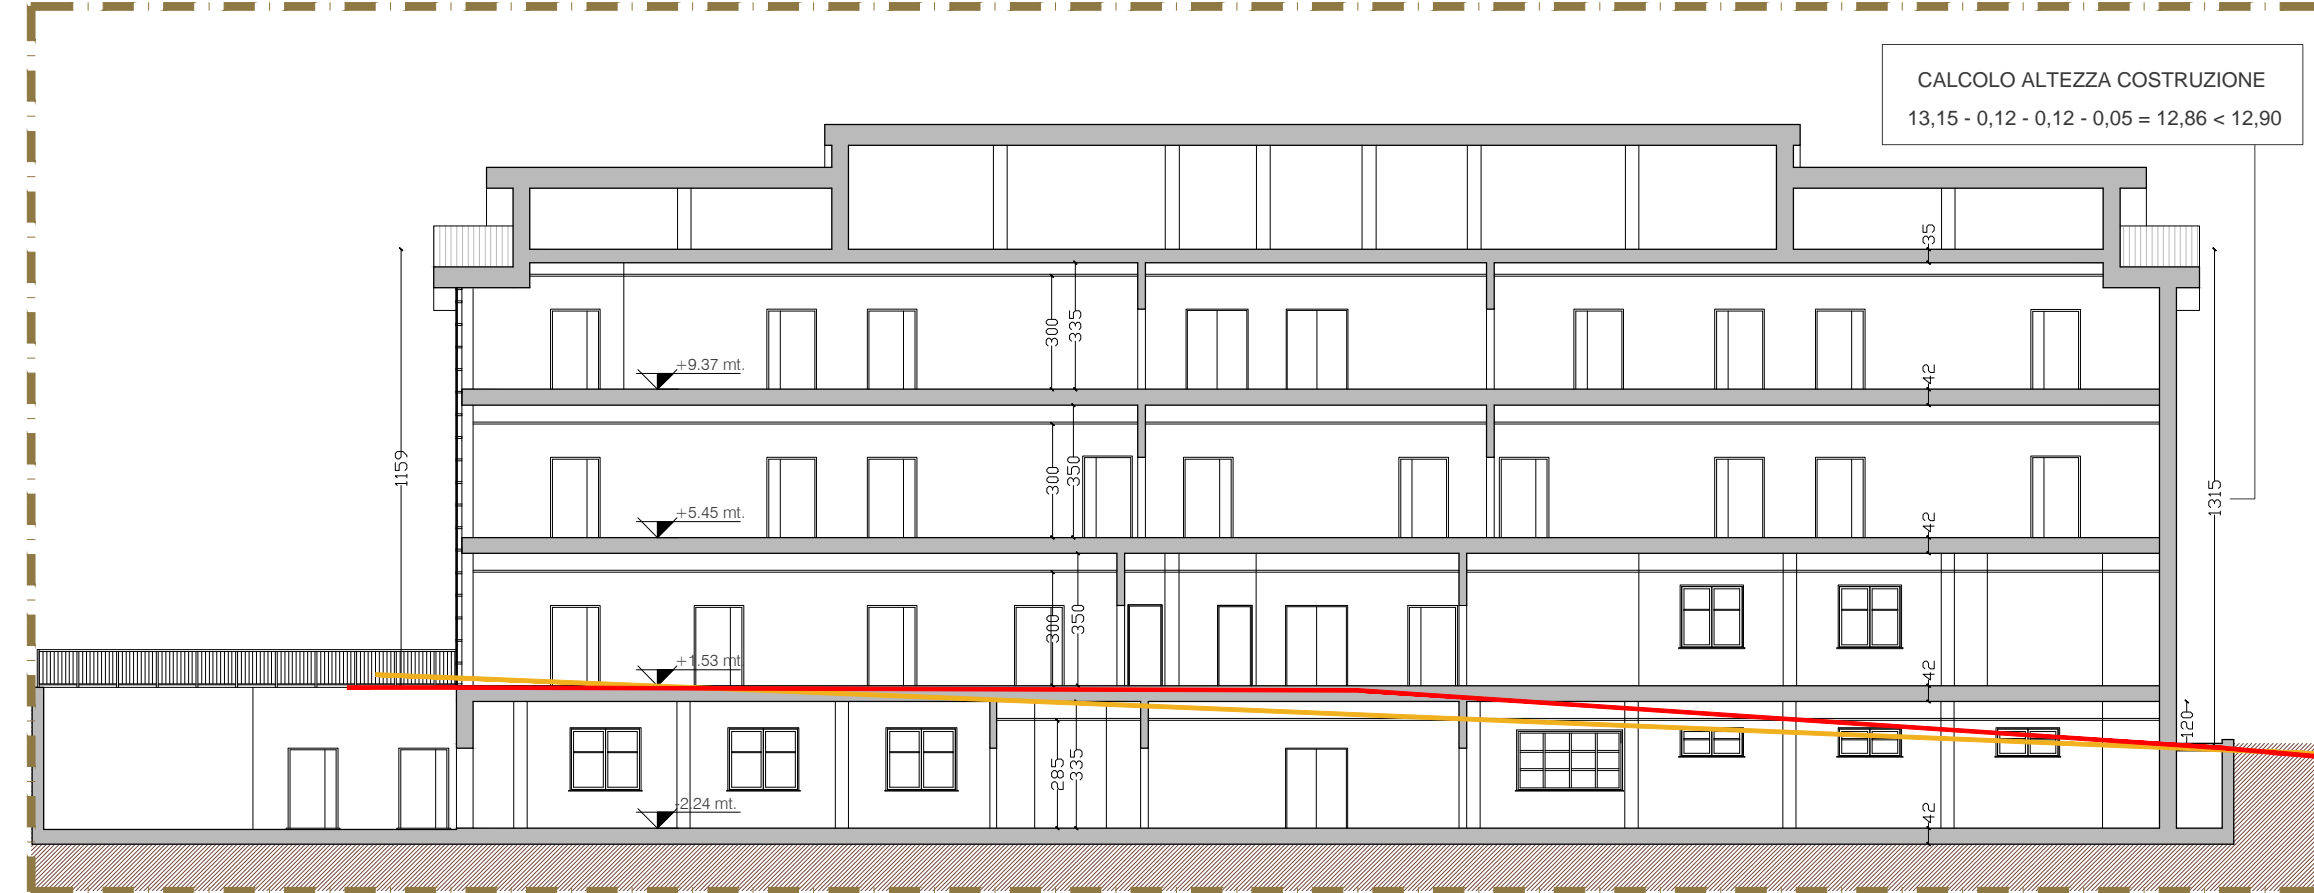 CALCOLO ALTEZZA COSTRUZIONE
13,15 - 0,12 - 0,12 - 0,05 = 12,86 < 12,90
35
300
335
+9.37 mt.
42
1159
300
350
1315
+5.45 mt.
42
300
350
+1.53 mt.
42
120
285
335
-2.24 mt.
42